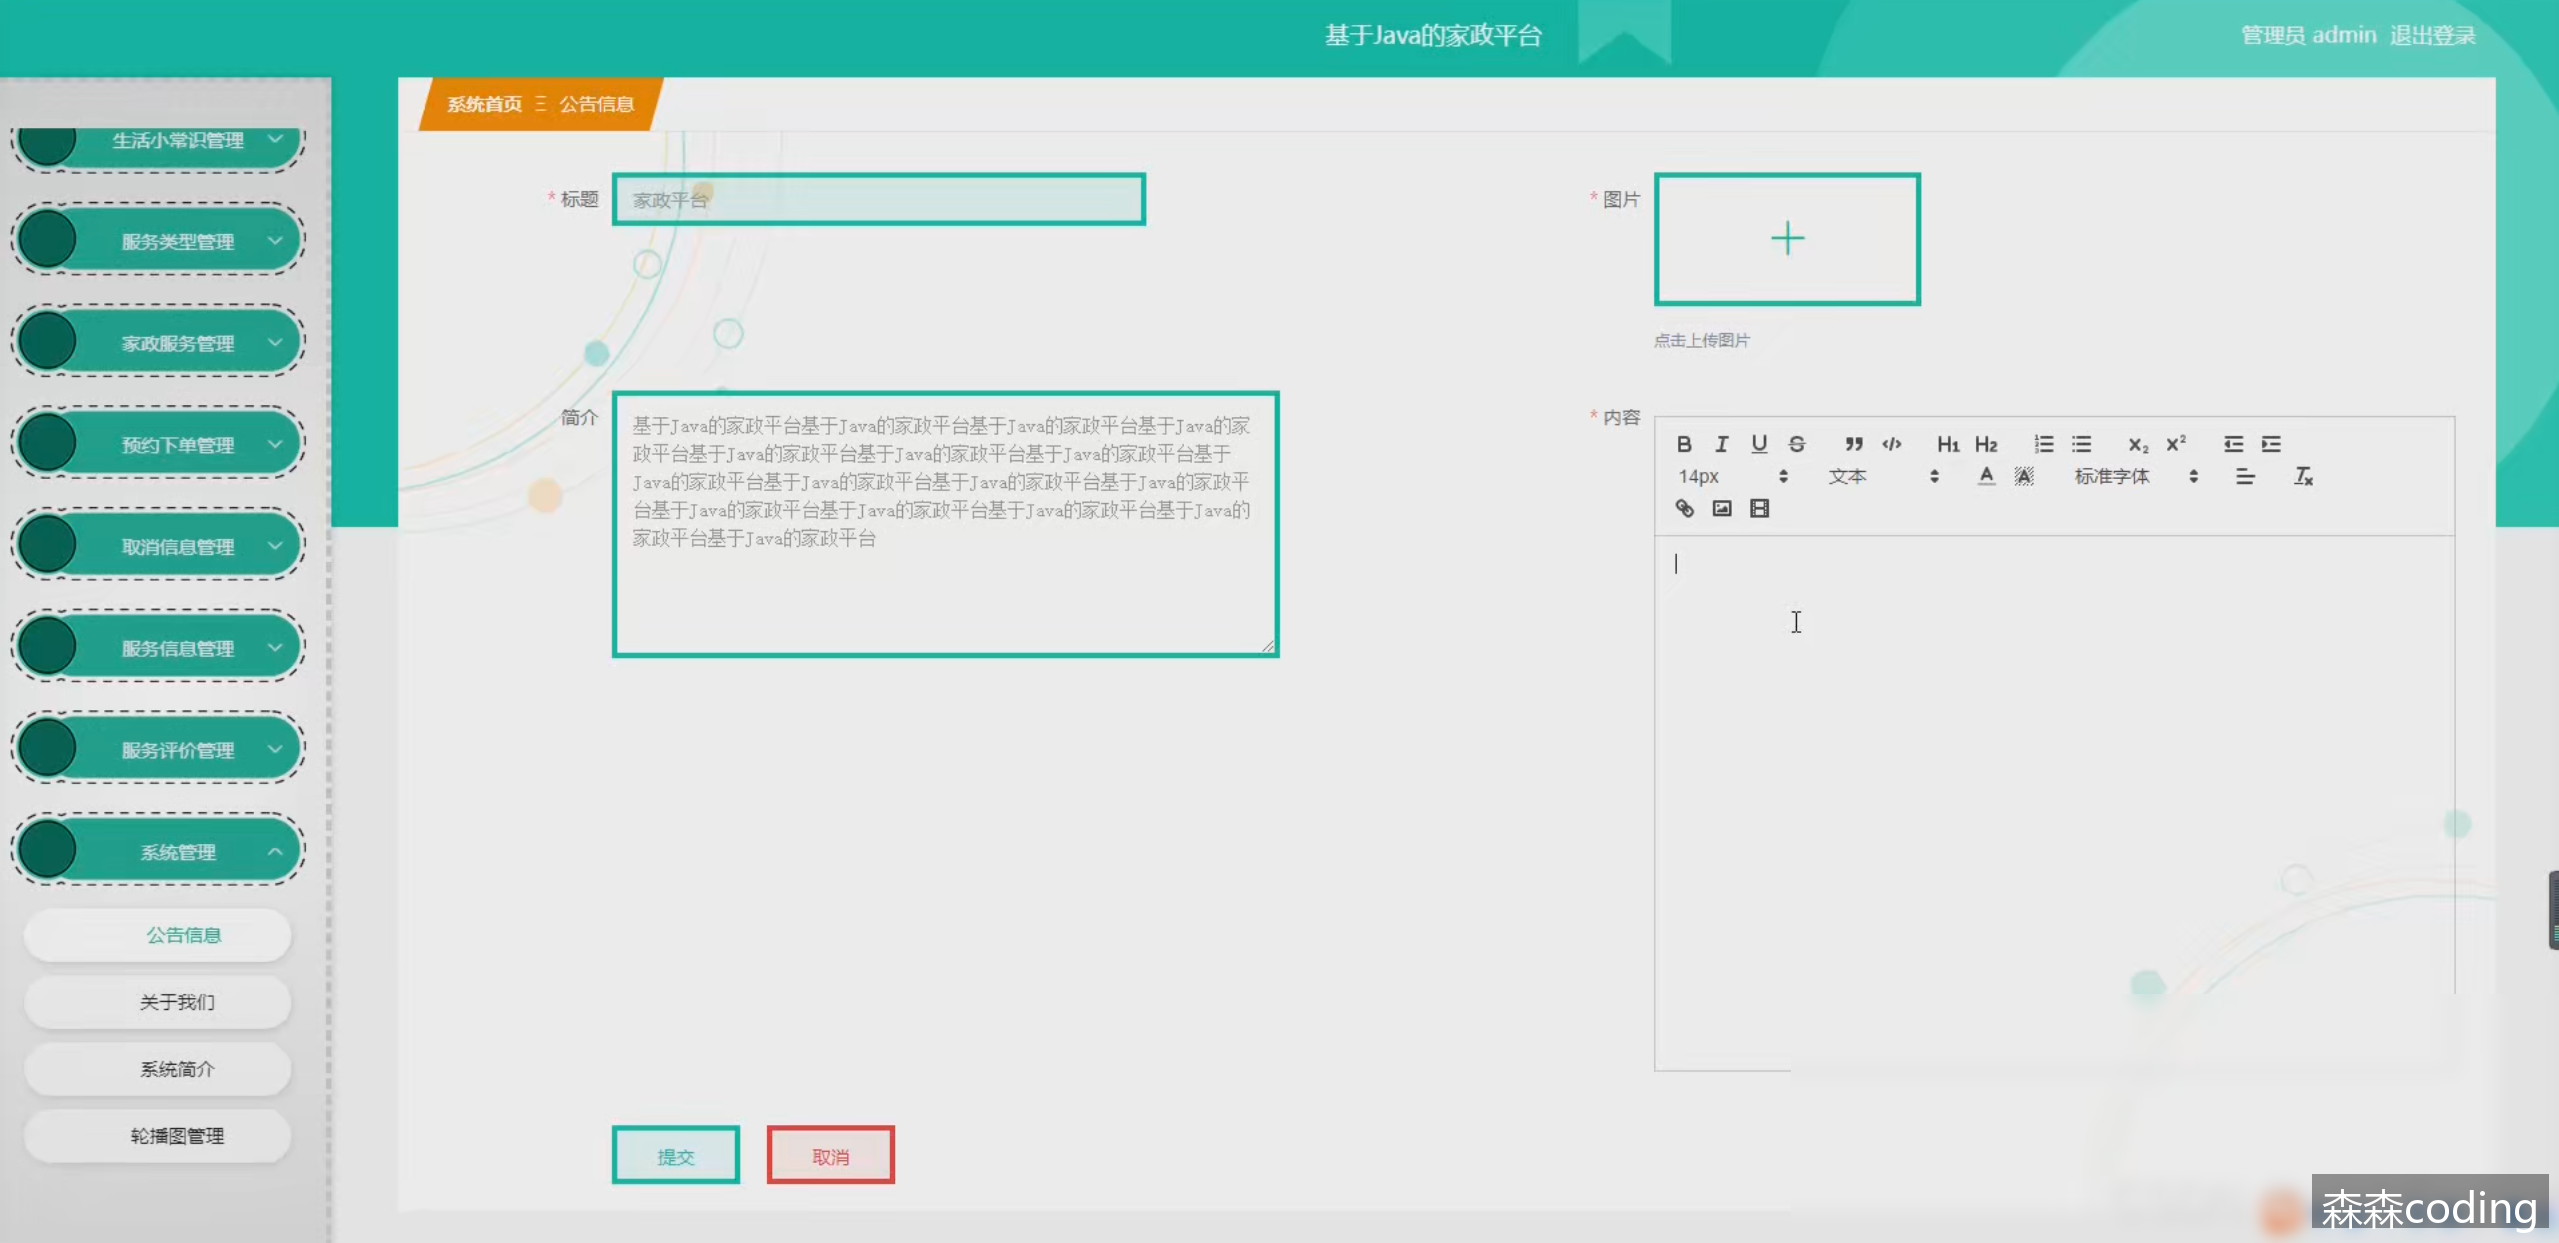 基于Java的家政平台
管理员 admin 退出登录
系统首页 三 公告信息
生活小常识管理
服务类型管理
家政服务管理
预约下单管理
取消信息管理
服务信息管理
服务评价管理
系统管理
公告信息
关于我们
系统简介
轮播图管理
* 标题
家政平台
* 图片
点击上传图片
简介
基于Java的家政平台基于Java的家政平台基于Java的家政平台基于Java的家
政平台基于Java的家政平台基于Java的家政平台基于Java的家政平台基于
Java的家政平台基于Java的家政平台基于Java的家政平台基于Java的家政平
台基于Java的家政平台基于Java的家政平台基于Java的家政平台基于Java的
家政平台基于Java的家政平台
* 内容
B I U S ” </> H1 H2 x2 x2
14px 文本 A A 标准字体 Tx
提交
取消
森森coding